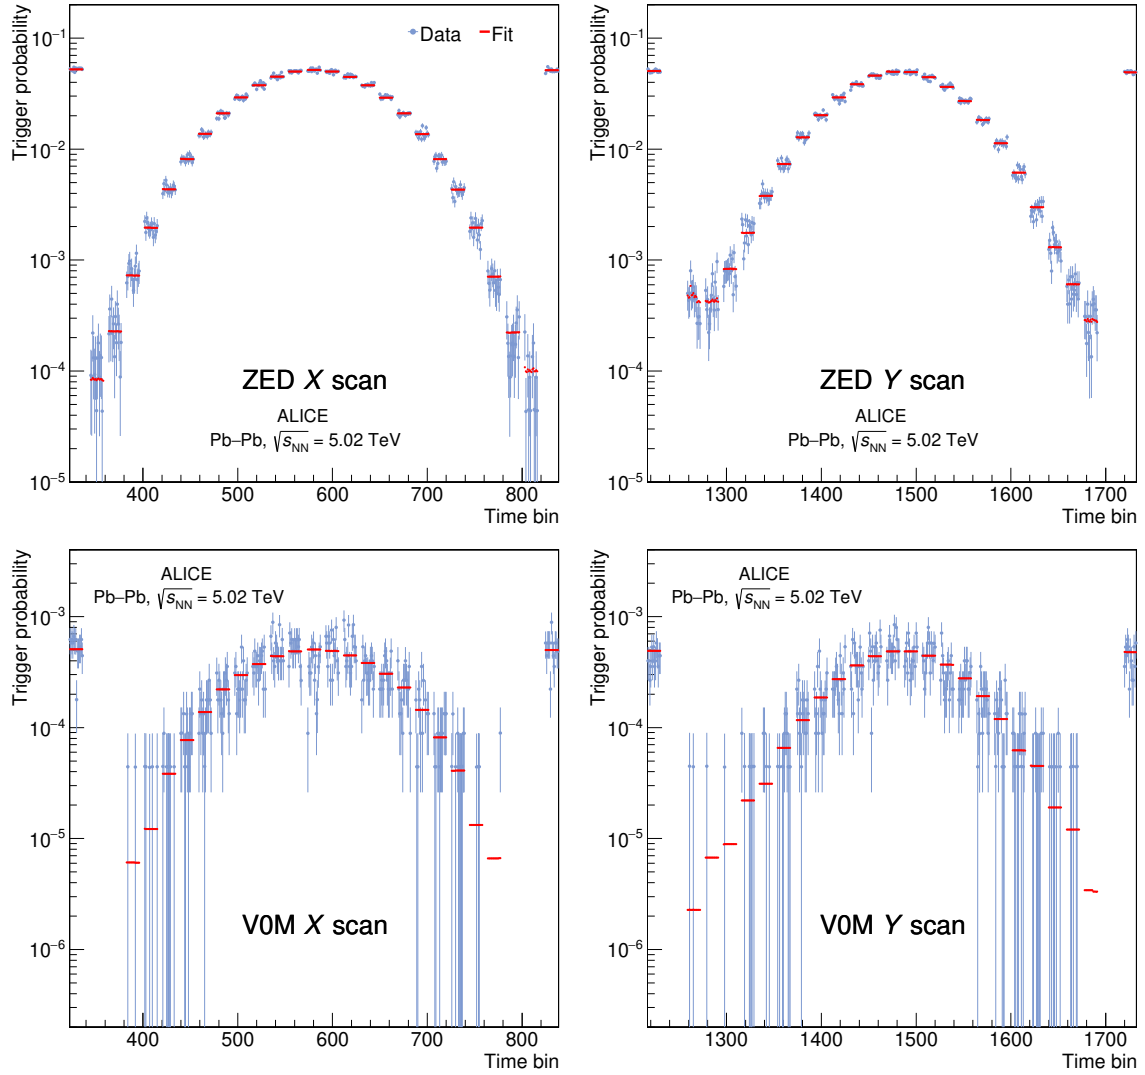 Trigger probability
10⁻¹
10⁻²
10⁻³
10⁻⁴
10⁻⁵
Data
Fit
ZED X scan
ALICE
Pb–Pb, √sNN = 5.02 TeV
400 500 600 700 800
Time bin
Trigger probability
10⁻¹
10⁻²
10⁻³
10⁻⁴
10⁻⁵
ZED Y scan
ALICE
Pb–Pb, √sNN = 5.02 TeV
1300 1400 1500 1600 1700
Time bin
Trigger probability
ALICE
Pb–Pb, √sNN = 5.02 TeV
10⁻³
10⁻⁴
10⁻⁵
10⁻⁶
V0M X scan
400 500 600 700 800
Time bin
Trigger probability
ALICE
Pb–Pb, √sNN = 5.02 TeV
10⁻³
10⁻⁴
10⁻⁵
10⁻⁶
V0M Y scan
1300 1400 1500 1600 1700
Time bin